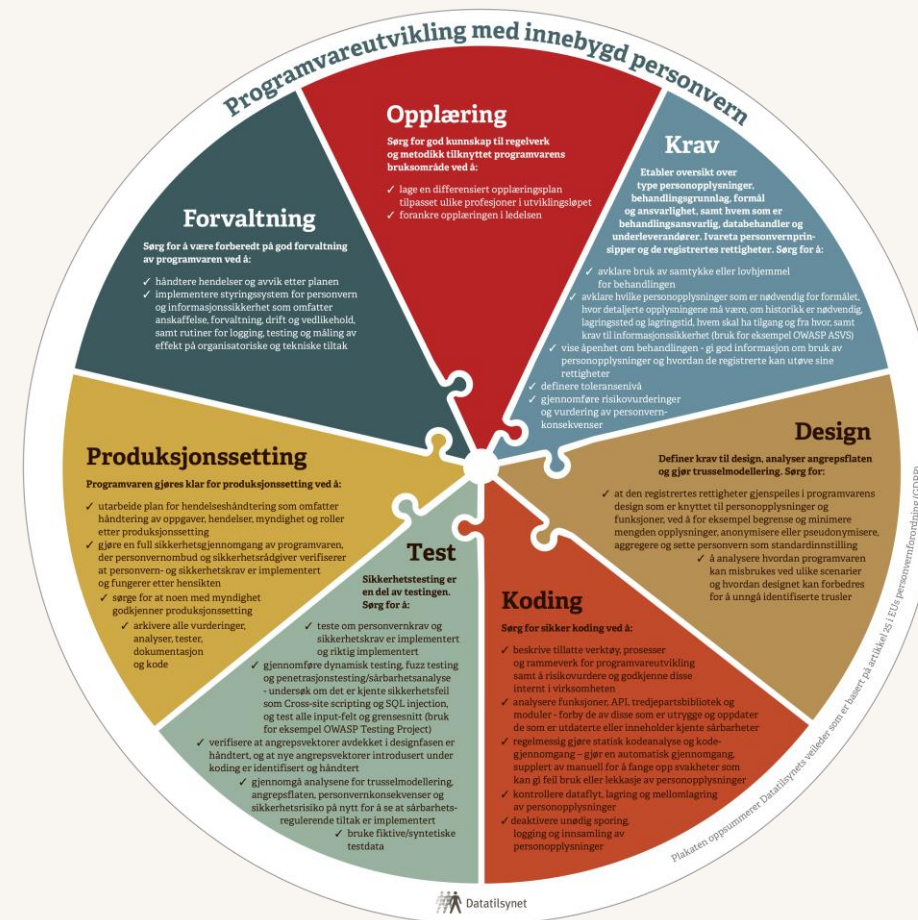 Programvareutvikling med innebygd personvern
Opplæring
Sørg for god kunnskap til regelverk
og metodikk tilknyttet programvarens
bruksområde ved å:
✓ lage en differensiert opplæringsplan
tilpasset ulike profesjoner i utviklingsløpet
✓ forankre opplæringen i ledelsen
Krav
Etabler oversikt over
type personopplysninger,
behandlingsgrunnlag, formål
og ansvarlighet, samt hvem som er
behandlingsansvarlig, databehandler og
underleverandører. Ivareta personvernprin-
sipper og de registrertes rettigheter. Sørg for å:
✓ avklare bruk av samtykke eller lovhjemmel
for behandlingen
✓ avklare hvilke personopplysninger som er nødvendig for formålet,
hvor detaljerte opplysningene må være, om historikk er nødvendig,
lagringssted og lagringstid, hvem skal ha tilgang og fra hvor, samt
krav til informasjonssikkerhet (bruk for eksempel OWASP ASVS)
✓ vise åpenhet om behandlingen - gi god informasjon om bruk av
personopplysninger og hvordan de registrerte kan utøve sine
rettigheter
✓ definere toleransenivå
✓ gjennomføre risikovurderinger
og vurdering av personvern-
konsekvenser
Design
Definer krav til design, analyser angrepsflaten
og gjør trusselmodellering. Sørg for:
✓ at den registrertes rettigheter gjenspeiles i programvarens
design som er knyttet til personopplysninger og
funksjoner, ved å for eksempel begrense og minimere
mengden opplysninger, anonymisere eller pseudonymisere,
aggregere og sette personvern som standardinstilling
✓ å analysere hvordan programvaren
kan misbrukes ved ulike scenarier
og hvordan designet kan forbedres
for å unngå identifiserte trusler
Koding
Sørg for sikker koding ved å:
✓ beskrive tillatte verktøy, prosesser
og rammeverk for programvareutvikling
samt å risikovurdere og godkjenne disse
internt i virksomheten
✓ analysere funksjoner, API, tredjepartsbibliotek og
moduler - forby de av disse som er utrygge og oppdater
de som er utdaterte eller inneholder kjente sårbarheter
✓ regelmessig gjøre statisk kodeanalyse og kode-
gjennomgang – gjør en automatisk gjennomgang,
supplert av manuell for å fange opp svakheter som
kan gi feil bruk eller lekkasje av personopplysninger
✓ kontrollere dataflyt, lagring og mellomlagring
av personopplysninger
✓ deaktivere unødig sporing,
logging og innsamling av
personopplysninger
Test
Sikkerhetstesting er
en del av testingen.
Sørg for å:
✓ teste om personvernkrav og
sikkerhetskrav er implementert
og riktig implementert
✓ gjennomføre dynamisk testing, fuzz testing
og penetrasjonstesting/sårbarhetsanalyse
- undersøk om det er kjente sikkerhetsfeil
som Cross-site scripting og SQL injection,
og test alle input-felt og grensesnitt (bruk
for eksempel OWASP Testing Project)
✓ verifisere at angrepsvektorer avdekket i designfasen er
håndtert, og at nye angrepsvektorer introdusert under
koding er identifisert og håndtert
✓ gjennomgå analysene for trusselmodellering,
angrepsflaten, personvernkonsekvenser og
sikkerhetsrisiko på nytt for å se at sårbarhets-
regulerende tiltak er implementert
✓ bruke fiktive/syntetiske
testdata
Produksjonssetting
Programvaren gjøres klar for produksjonssetting ved å:
✓ utarbeide plan for hendelseshåndtering som omfatter
håndtering av oppgaver, hendelser, myndighet og roller
etter produksjonssetting
✓ gjøre en full sikkerhetsgjennomgang av programvaren,
der personvernombud og sikkerhetsrådgiver verifiserer
at personvern- og sikkerhetskrav er implementert
og fungerer etter hensikten
✓ sørge for at noen med myndighet
godkjenner produksjonssetting
✓ arkivere alle vurderinger,
analyser, tester,
dokumentasjon
og kode
Forvaltning
Sørg for å være forberedt på god forvaltning
av programvaren ved å:
✓ håndtere hendelser og avvik etter planen
✓ implementere styringssystem for personvern
og informasjonssikkerhet som omfatter
anskaffelse, forvaltning, drift og vedlikehold,
samt rutiner for logging, testing og måling av
effekt på organisatoriske og tekniske tiltak
Plakaten oppsummerer Datatilsynets veileder som er basert på artikkel 25 i EUs personvernforordning (GDPR)
Datatilsynet